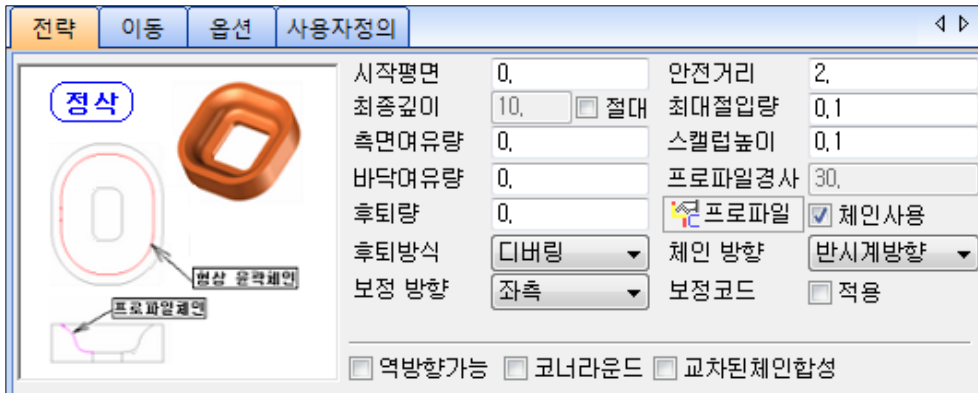 전략 이동 옵션 사용자정의
정삭
형상 윤곽체인
프로파일체인
시작평면 0, 안전거리 2,
최종깊이 10, 절대 최대절입량 0,1
측면여유량 0, 스캘럽높이 0,1
바닥여유량 0, 프로파일경사 30,
후퇴량 0, 프로파일 체인사용
후퇴방식 디버링 체인 방향 반시계방향
보정 방향 좌측 보정코드 적용
역방향가능 코너라운드 교차된체인합성